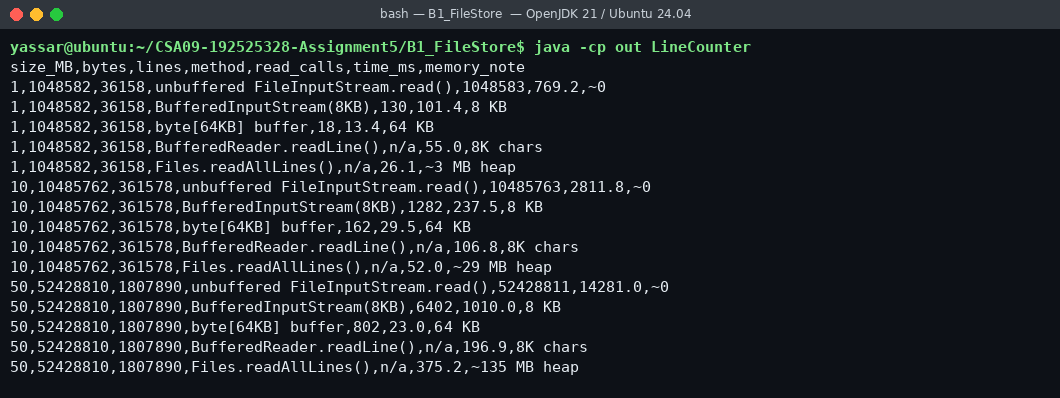 bash — B1_FileStore — OpenJDK 21 / Ubuntu 24.04
yassar@ubuntu:~/CSA09-192525328-Assignment5/B1_FileStore$ java -cp out LineCounter
size_MB,bytes,lines,method,read_calls,time_ms,memory_note
1,1048582,36158,unbuffered FileInputStream.read(),1048583,769.2,~0
1,1048582,36158,BufferedInputStream(8KB),130,101.4,8 KB
1,1048582,36158,byte[64KB] buffer,18,13.4,64 KB
1,1048582,36158,BufferedReader.readLine(),n/a,55.0,8K chars
1,1048582,36158,Files.readAllLines(),n/a,26.1,~3 MB heap
10,10485762,361578,unbuffered FileInputStream.read(),10485763,2811.8,~0
10,10485762,361578,BufferedInputStream(8KB),1282,237.5,8 KB
10,10485762,361578,byte[64KB] buffer,162,29.5,64 KB
10,10485762,361578,BufferedReader.readLine(),n/a,106.8,8K chars
10,10485762,361578,Files.readAllLines(),n/a,52.0,~29 MB heap
50,52428810,1807890,unbuffered FileInputStream.read(),52428811,14281.0,~0
50,52428810,1807890,BufferedInputStream(8KB),6402,1010.0,8 KB
50,52428810,1807890,byte[64KB] buffer,802,23.0,64 KB
50,52428810,1807890,BufferedReader.readLine(),n/a,196.9,8K chars
50,52428810,1807890,Files.readAllLines(),n/a,375.2,~135 MB heap